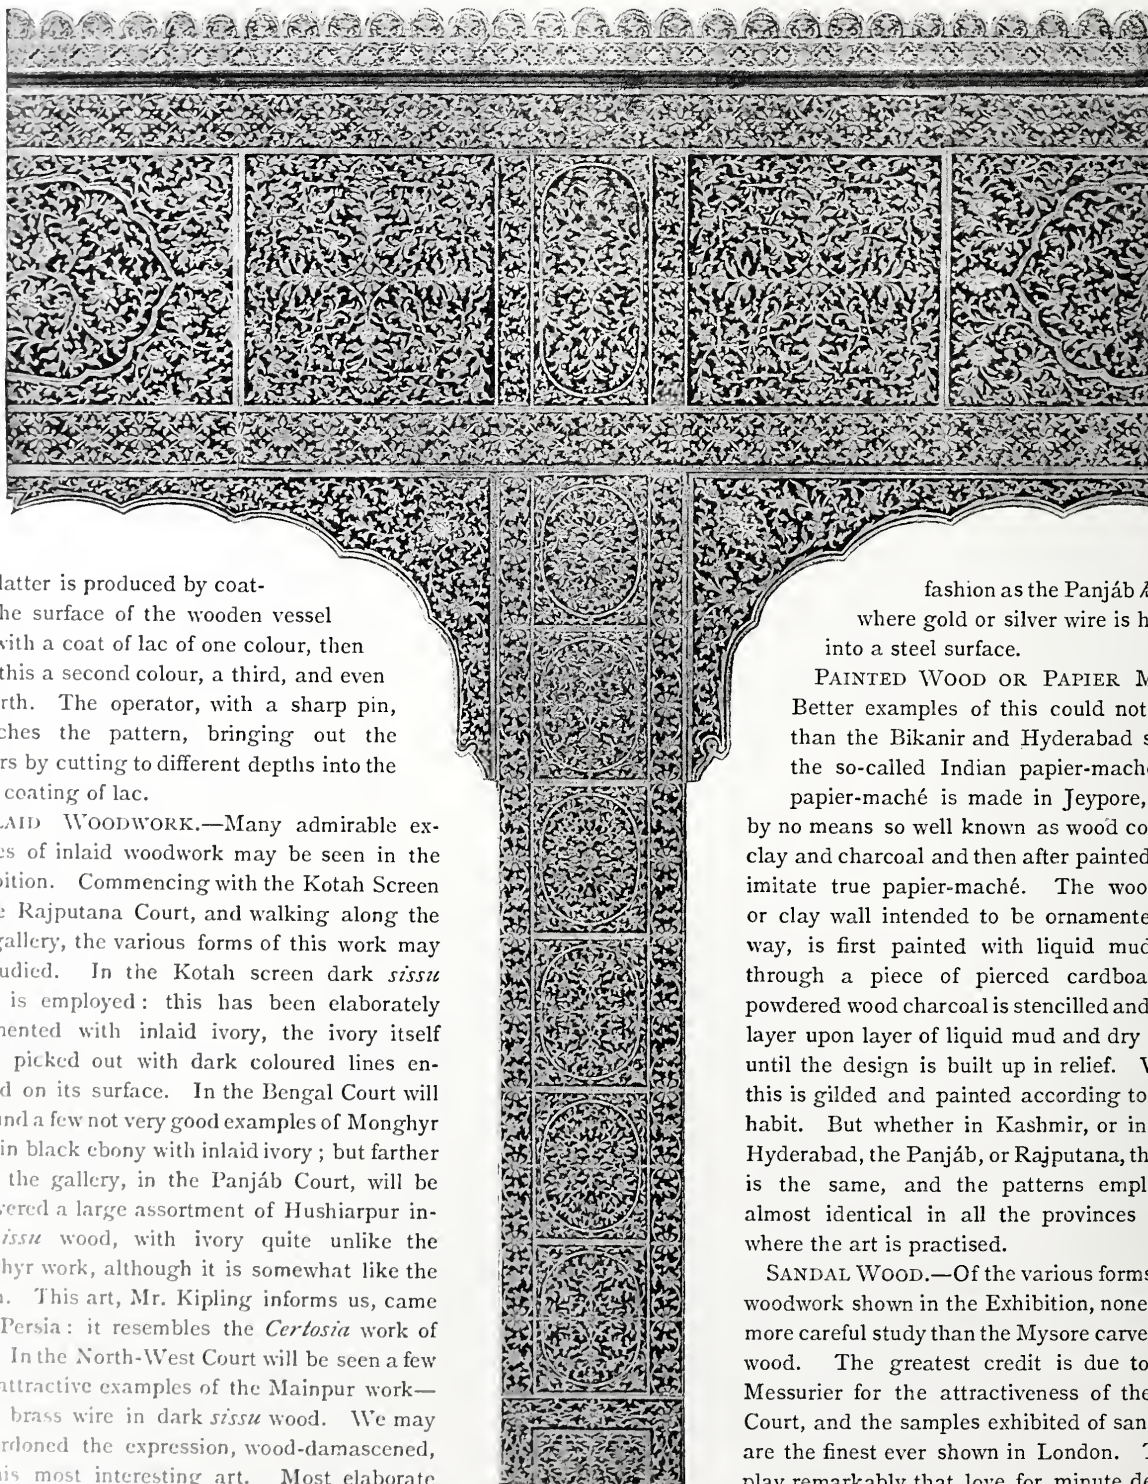 latter is produced by coat-
he surface of the wooden vessel
with a coat of lac of one colour, then
this a second colour, a third, and even
rth. The operator, with a sharp pin,
ches the pattern, bringing out the
rs by cutting to different depths into the
coating of lac.
LAID WOODWORK.—Many admirable ex-
es of inlaid woodwork may be seen in the
bition. Commencing with the Kotah Screen
e Rajputana Court, and walking along the
gallery, the various forms of this work may
udied. In the Kotah screen dark sissu
is employed: this has been elaborately
mented with inlaid ivory, the ivory itself
picked out with dark coloured lines en-
d on its surface. In the Bengal Court will
und a few not very good examples of Monghyr
in black ebony with inlaid ivory; but farther
the gallery, in the Panjáb Court, will be
vered a large assortment of Hushiarpur in-
issu wood, with ivory quite unlike the
hyr work, although it is somewhat like the
This art, Mr. Kipling informs us, came
Persia: it resembles the Certosia work of
In the North-West Court will be seen a few
attractive examples of the Mainpur work—
brass wire in dark sissu wood. We may
rdoned the expression, wood-damascened,
his most interesting art. Most elaborate
fashion as the Panjáb
where gold or silver wire is h
into a steel surface.
PAINTED WOOD OR PAPIER M
Better examples of this could not
than the Bikanir and Hyderabad s
the so-called Indian papier-mache
papier-maché is made in Jeypore,
by no means so well known as wood co
clay and charcoal and then after painted
imitate true papier-maché. The woo
or clay wall intended to be ornamente
way, is first painted with liquid mud
through a piece of pierced cardboa
powdered wood charcoal is stencilled and
layer upon layer of liquid mud and dry
until the design is built up in relief.
this is gilded and painted according to
habit. But whether in Kashmir, or in
Hyderabad, the Panjáb, or Rajputana, th
is the same, and the patterns empl
almost identical in all the provinces
where the art is practised.
SANDAL WOOD.—Of the various forms
woodwork shown in the Exhibition, none
more careful study than the Mysore carve
wood. The greatest credit is due to
Messurier for the attractiveness of the
Court, and the samples exhibited of san
are the finest ever shown in London.
play remarkably that love for minute de